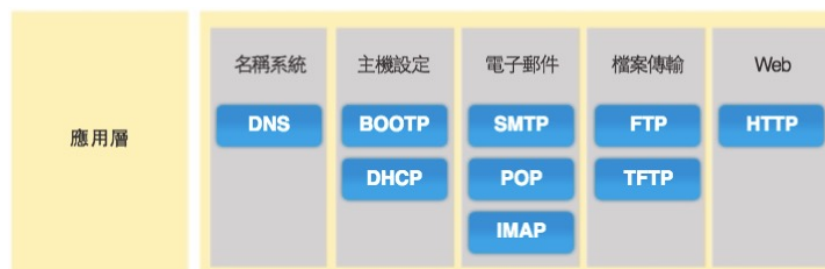 應用層
名稱系統
DNS
主機設定
BOOTP
DHCP
電子郵件
SMTP
POP
IMAP
檔案傳輸
FTP
TFTP
Web
HTTP